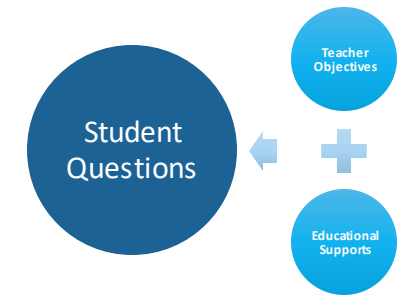 Student
Questions
Teacher
Objectives
Educational
Supports